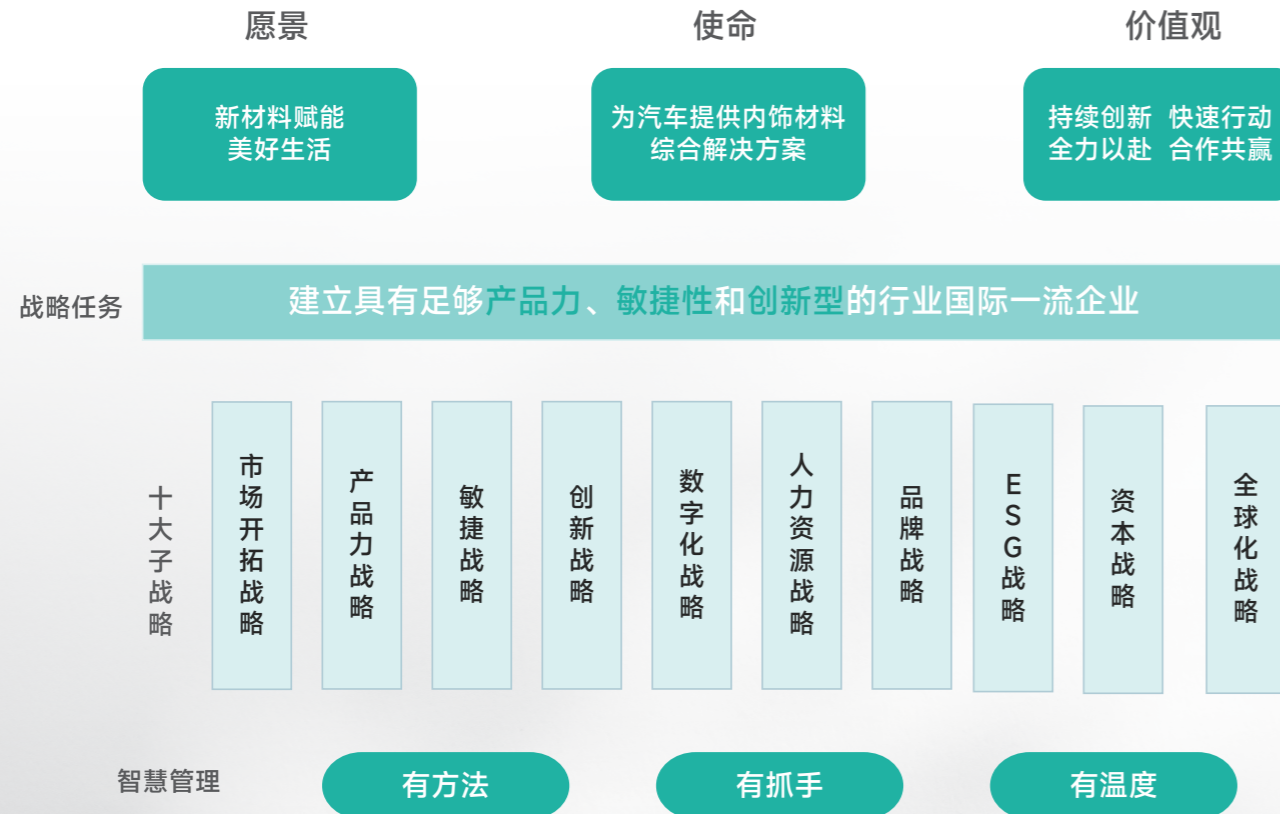 愿景
使命
价值观
新材料赋能
美好生活
为汽车提供内饰材料
综合解决方案
持续创新 快速行动
全力以赴 合作共赢
战略任务
建立具有足够产品力、敏捷性和创新型的行业国际一流企业
十大子战略
市场开拓战略
产品力战略
敏捷战略
创新战略
数字化战略
人力资源战略
品牌战略
ESG战略
资本战略
全球化战略
智慧管理
有方法
有抓手
有温度